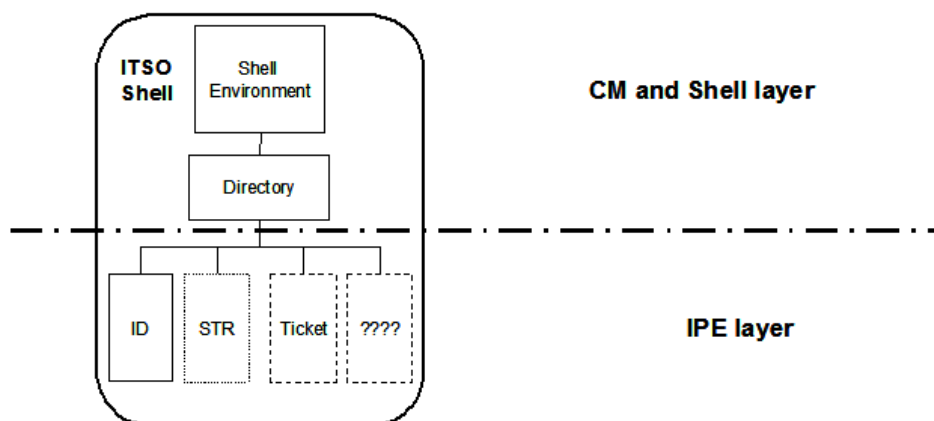 ITSO
Shell
Shell
Environment
CM and Shell layer
Directory
ID
STR
Ticket
????
IPE layer